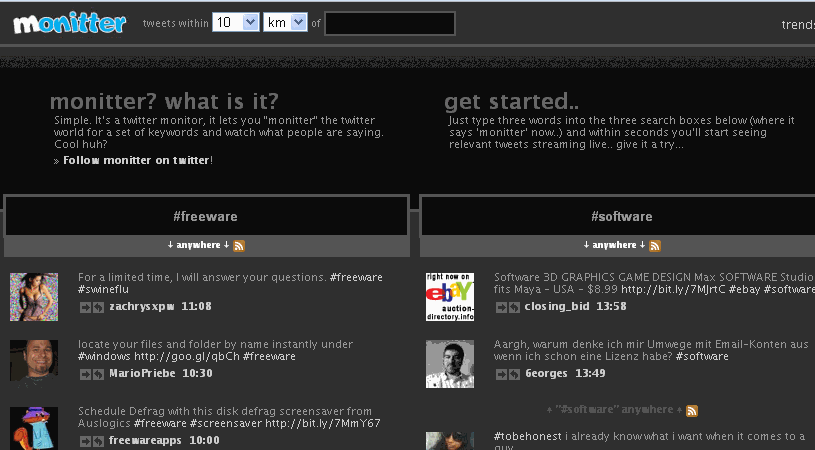 monitter tweets within 10 km of trends
monitter? what is it?
Simple. It's a twitter monitor, it lets you "monitter" the twitter
world for a set of keywords and watch what people are saying.
Cool huh?
» Follow monitter on twitter!
get started..
Just type three words into the three search boxes below (where it
says 'monitter' now..) and within seconds you'll start seeing
relevant tweets streaming live.. give it a try...
#freeware
↓ anywhere ↓
For a limited time, I will answer your questions. #freeware
#swineflu
zachrysxpw 11:08
locate your files and folder by name instantly under
#windows http://goo.gl/qbCh #freeware
MarioPriebe 10:30
Schedule Defrag with this disk defrag screensaver from
Auslogics #freeware #screensaver http://bit.ly/7MmY67
freewareapps 10:00
#software
↓ anywhere ↓
right now on
ebay
auction-
directory.info
Software 3D GRAPHICS GAME DESIGN Max SOFTWARE Studio
fits Maya - USA - $8.99 http://bit.ly/7MJrtC #ebay #software
closing_bid 13:58
Aargh, warum denke ich mir Umwege mit Email-Konten aus
wenn ich schon eine Lizenz habe? #software
6eorges 13:49
↑ "#software" anywhere ↑
#tobehonest i already know what i want when it comes to a
guy